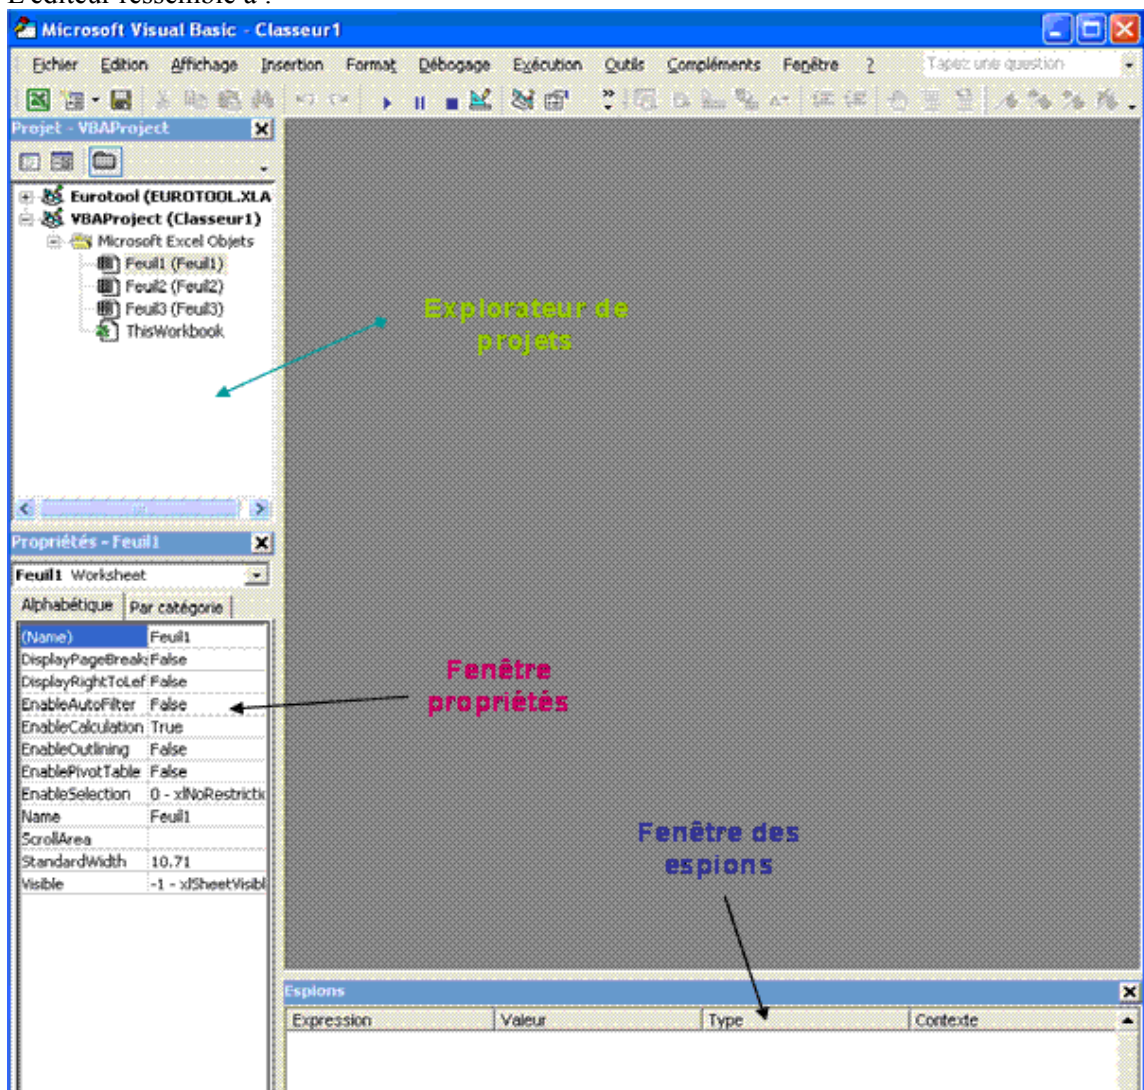 L'éditeur ressemble à :
Microsoft Visual Basic - Classeur1
Fichier Edition Affichage Insertion Format Débogage Exécution Outils Compléments Fenêtre ? Tapez une question
Projet - VBAProject
Eurotool (EUROTOOL.XLA
VBAProject (Classeur1)
Microsoft Excel Objets
Feuil1 (Feuil1)
Feuil2 (Feuil2)
Feuil3 (Feuil3)
ThisWorkbook
Explorateur de
projets
Propriétés - Feuil1
Feuil1 Worksheet
Alphabétique Par catégorie
(Name) Feuil1
DisplayPageBreak False
DisplayRightToLef False
EnableAutoFilter False
EnableCalculation True
EnableOutlining False
EnablePivotTable False
EnableSelection 0 - xlNoRestrictio
Name Feuil1
ScrollArea
StandardWidth 10,71
Visible -1 - xlSheetVisibl
Fenêtre
propriétés
Fenêtre des
espions
Espions
Expression Valeur Type Contexte